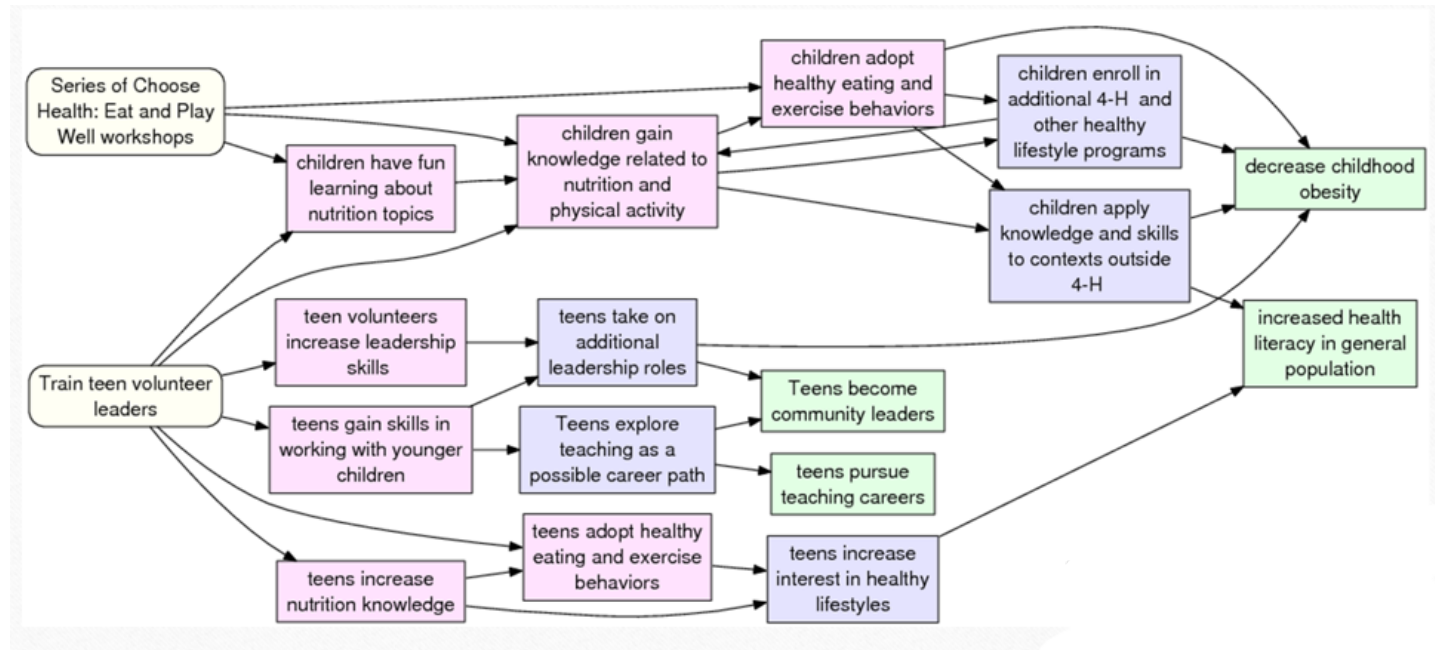 Series of Choose
Health: Eat and Play
Well workshops
children have fun
learning about
nutrition topics
children gain
knowledge related to
nutrition and
physical activity
children adopt
healthy eating and
exercise behaviors
children enroll in
additional 4-H and
other healthy
lifestyle programs
children apply
knowledge and skills
to contexts outside
4-H
decrease childhood
obesity
increased health
literacy in general
population
Train teen volunteer
leaders
teen volunteers
increase leadership
skills
teens take on
additional
leadership roles
Teens become
community leaders
teens gain skills in
working with younger
children
Teens explore
teaching as a
possible career path
teens pursue
teaching careers
teens adopt healthy
eating and exercise
behaviors
teens increase
nutrition knowledge
teens increase
interest in healthy
lifestyles